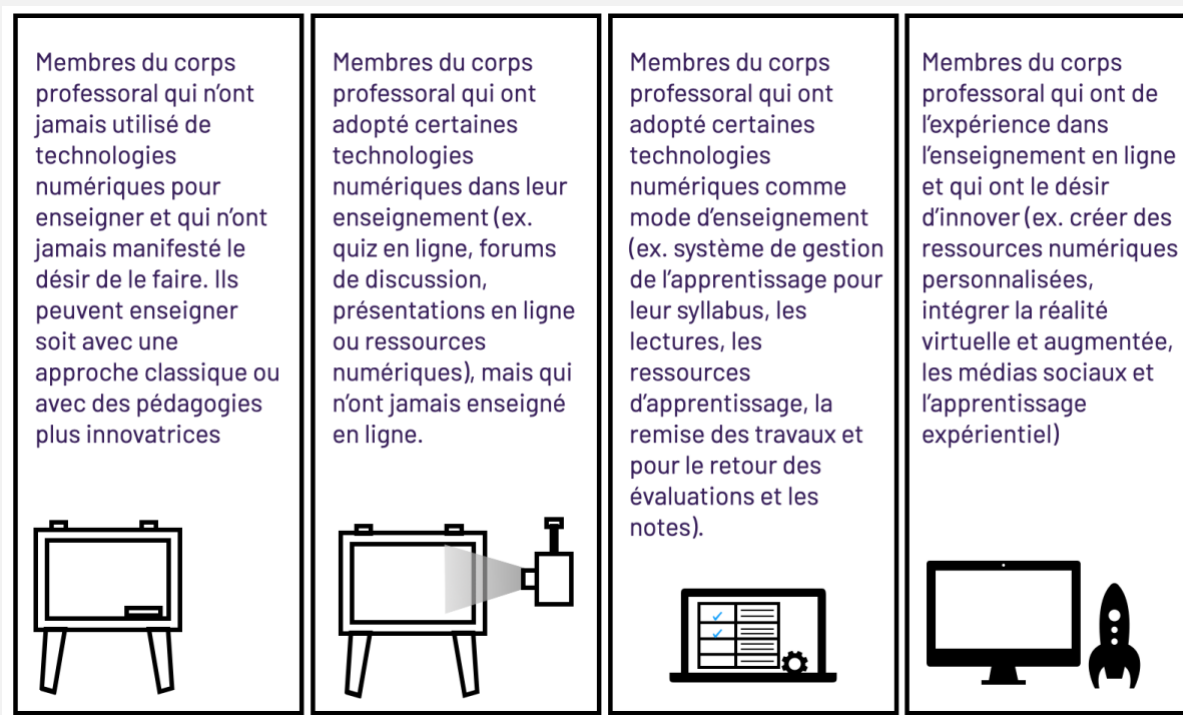 Membres du corps
professoral qui n'ont
jamais utilisé de
technologies
numériques pour
enseigner et qui n'ont
jamais manifesté le
désir de le faire. Ils
peuvent enseigner
soit avec une
approche classique ou
avec des pédagogies
plus innovatrices
Membres du corps
professoral qui ont
adopté certaines
technologies
numériques dans leur
enseignement (ex.
quiz en ligne, forums
de discussion,
présentations en ligne
ou ressources
numériques), mais qui
n'ont jamais enseigné
en ligne.
Membres du corps
professoral qui ont
adopté certaines
technologies
numériques comme
mode d'enseignement
(ex. système de gestion
de l'apprentissage pour
leur syllabus, les
lectures, les
ressources
d'apprentissage, la
remise des travaux et
pour le retour des
évaluations et les
notes).
Membres du corps
professoral qui ont de
l'expérience dans
l'enseignement en ligne
et qui ont le désir
d'innover (ex. créer des
ressources numériques
personnalisées,
intégrer la réalité
virtuelle et augmentée,
les médias sociaux et
l'apprentissage
expérientiel)